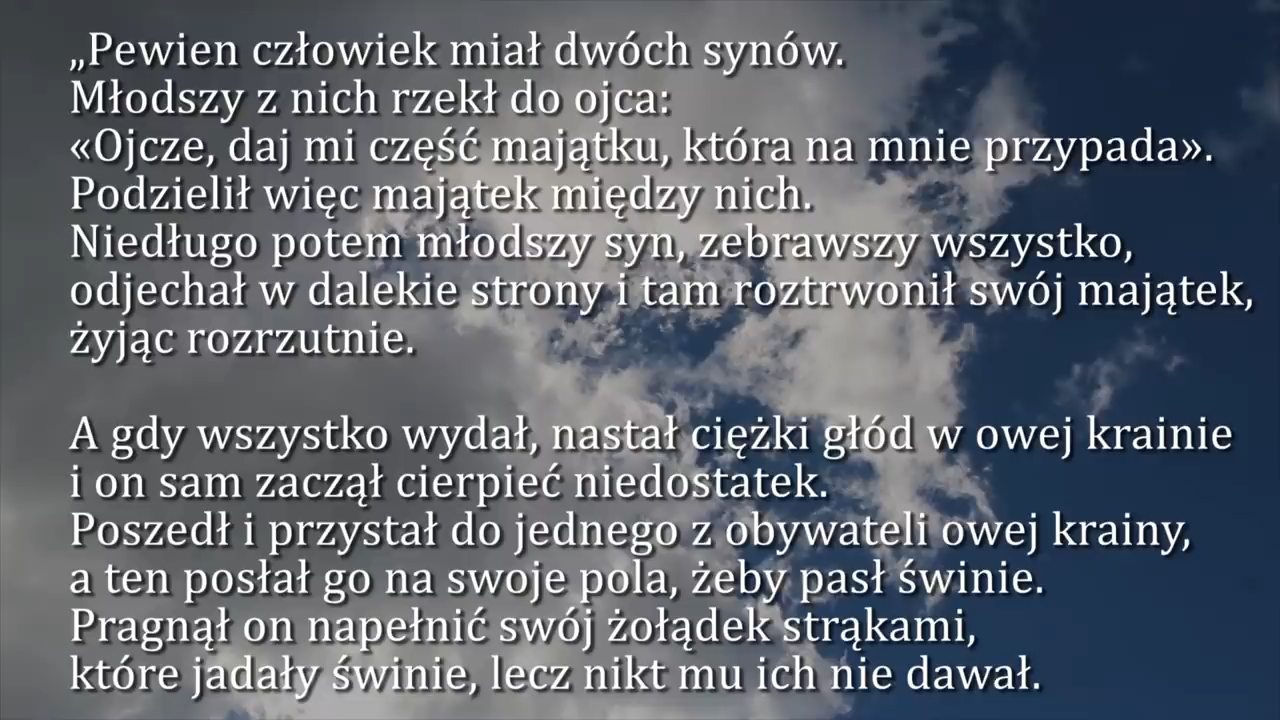 „Pewien człowiek miał dwóch synów.
Młodszy z nich rzekł do ojca:
«Ojcze, daj mi część majątku, która na mnie przypada».
Podzielił więc majątek między nich.
Niedługo potem młodszy syn, zebrawszy wszystko,
odjechał w dalekie strony i tam roztrwonił swój majątek,
żyjąc rozrzutnie.
A gdy wszystko wydał, nastał ciężki głód w owej krainie
i on sam zaczął cierpieć niedostatek.
Poszedł i przystał do jednego z obywateli owej krainy,
a ten posłał go na swoje pola, żeby pasł świnie.
Pragnął on napełnić swój żołądek strąkami,
które jadały świnie, lecz nikt mu ich nie dawał.